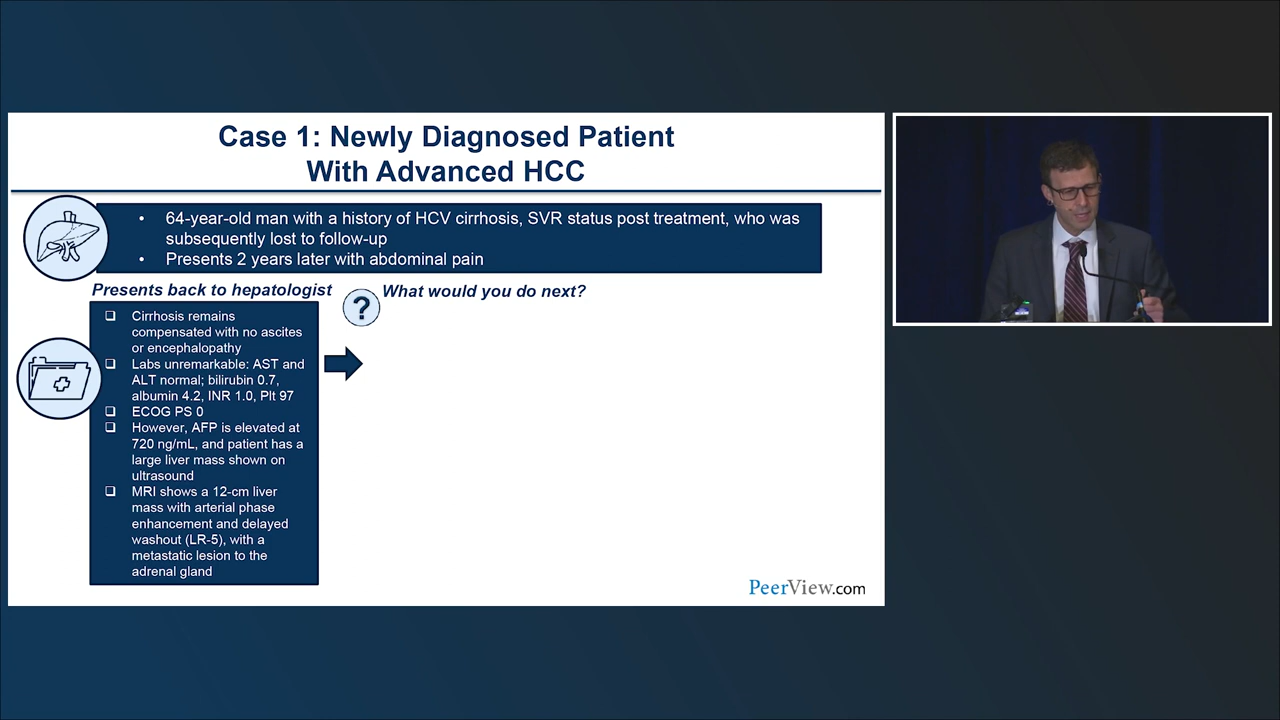 Case 1: Newly Diagnosed Patient
With Advanced HCC
• 64-year-old man with a history of HCV cirrhosis, SVR status post treatment, who was
subsequently lost to follow-up
• Presents 2 years later with abdominal pain
Presents back to hepatologist
? What would you do next?
❑ Cirrhosis remains
compensated with no ascites
or encephalopathy
❑ Labs unremarkable: AST and
ALT normal; bilirubin 0.7,
albumin 4.2, INR 1.0, Plt 97
❑ ECOG PS 0
❑ However, AFP is elevated at
720 ng/mL, and patient has a
large liver mass shown on
ultrasound
❑ MRI shows a 12-cm liver
mass with arterial phase
enhancement and delayed
washout (LR-5), with a
metastatic lesion to the
adrenal gland
PeerView.com